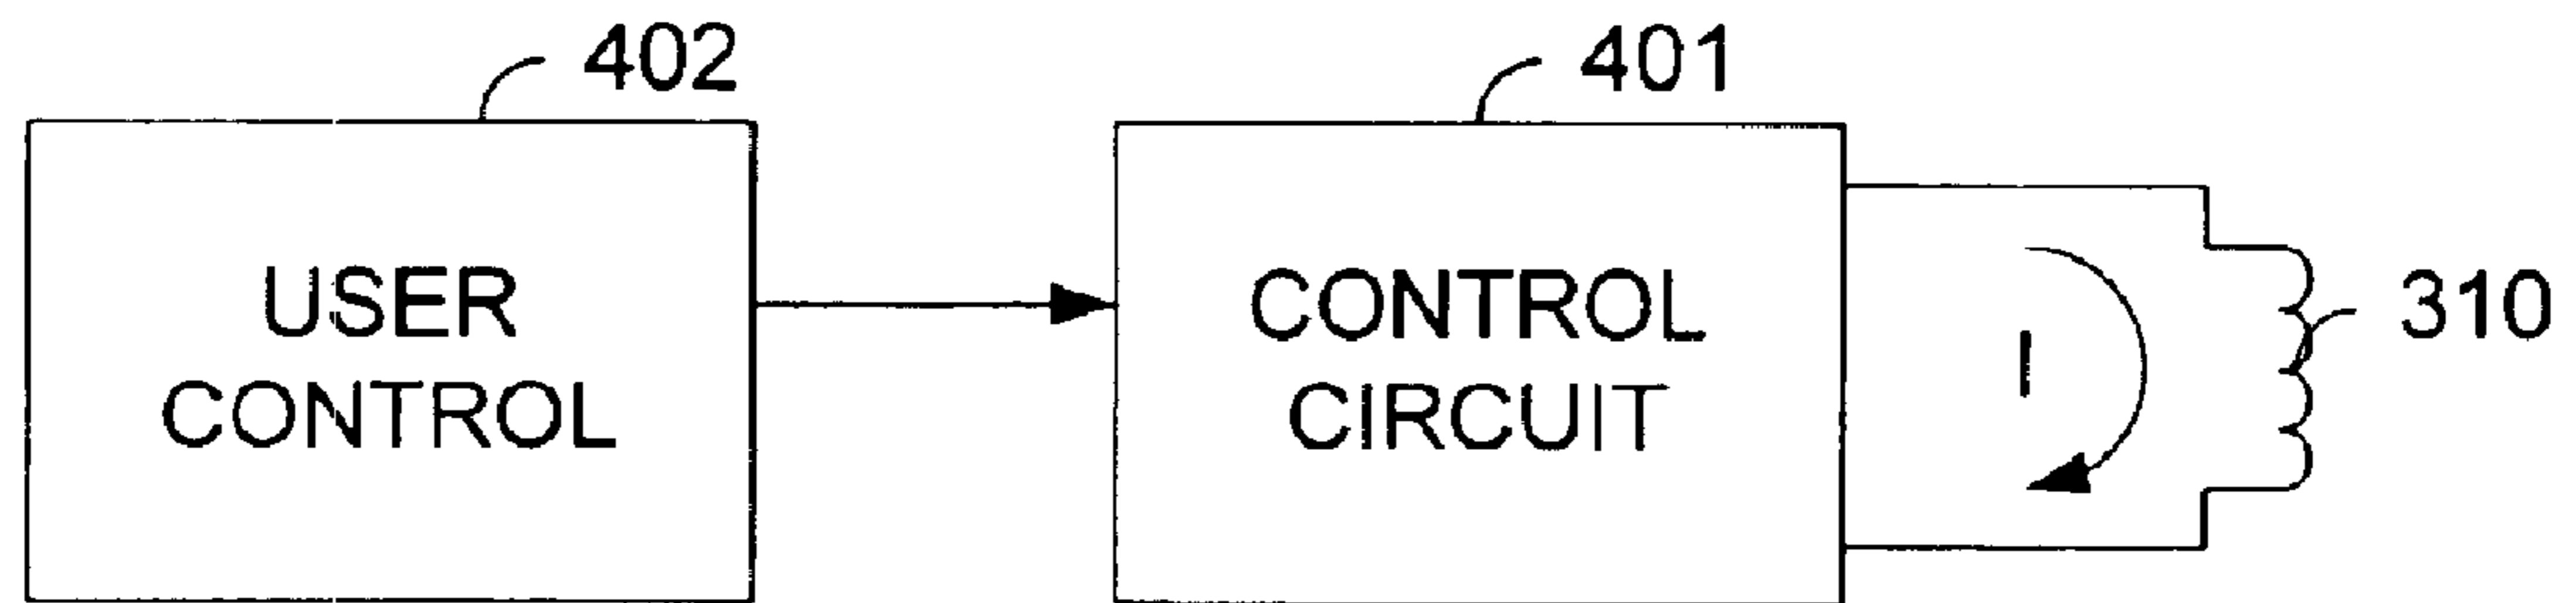 402
401
USER
CONTROL
CONTROL
CIRCUIT
I
310